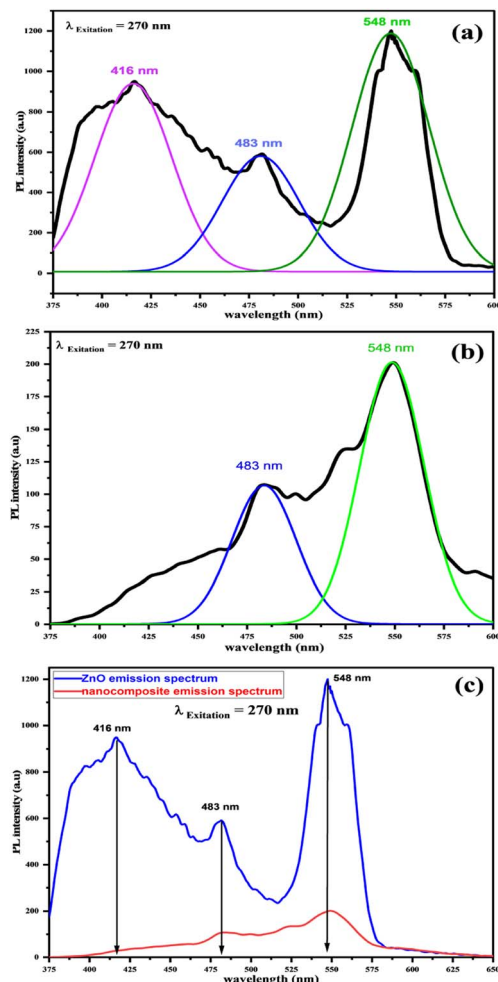 λ Exitation = 270 nm
(a)
548 nm
416 nm
483 nm
1200
1000
800
600
400
200
0
PL intensity (a.u)
375 400 425 450 475 500 525 550 575 600
wavelength (nm)
λ Exitation = 270 nm
(b)
548 nm
483 nm
225
200
175
150
125
100
75
50
25
0
PL intensity (a.u)
375 400 425 450 475 500 525 550 575 600
wavelength (nm)
ZnO emission spectrum
nanocomposite emission spectrum
(c)
548 nm
λ Exitation = 270 nm
416 nm
483 nm
1200
1000
800
600
400
200
0
PL intensity (a.u)
375 400 425 450 475 500 525 550 575 600 625 650
wavelength (nm)